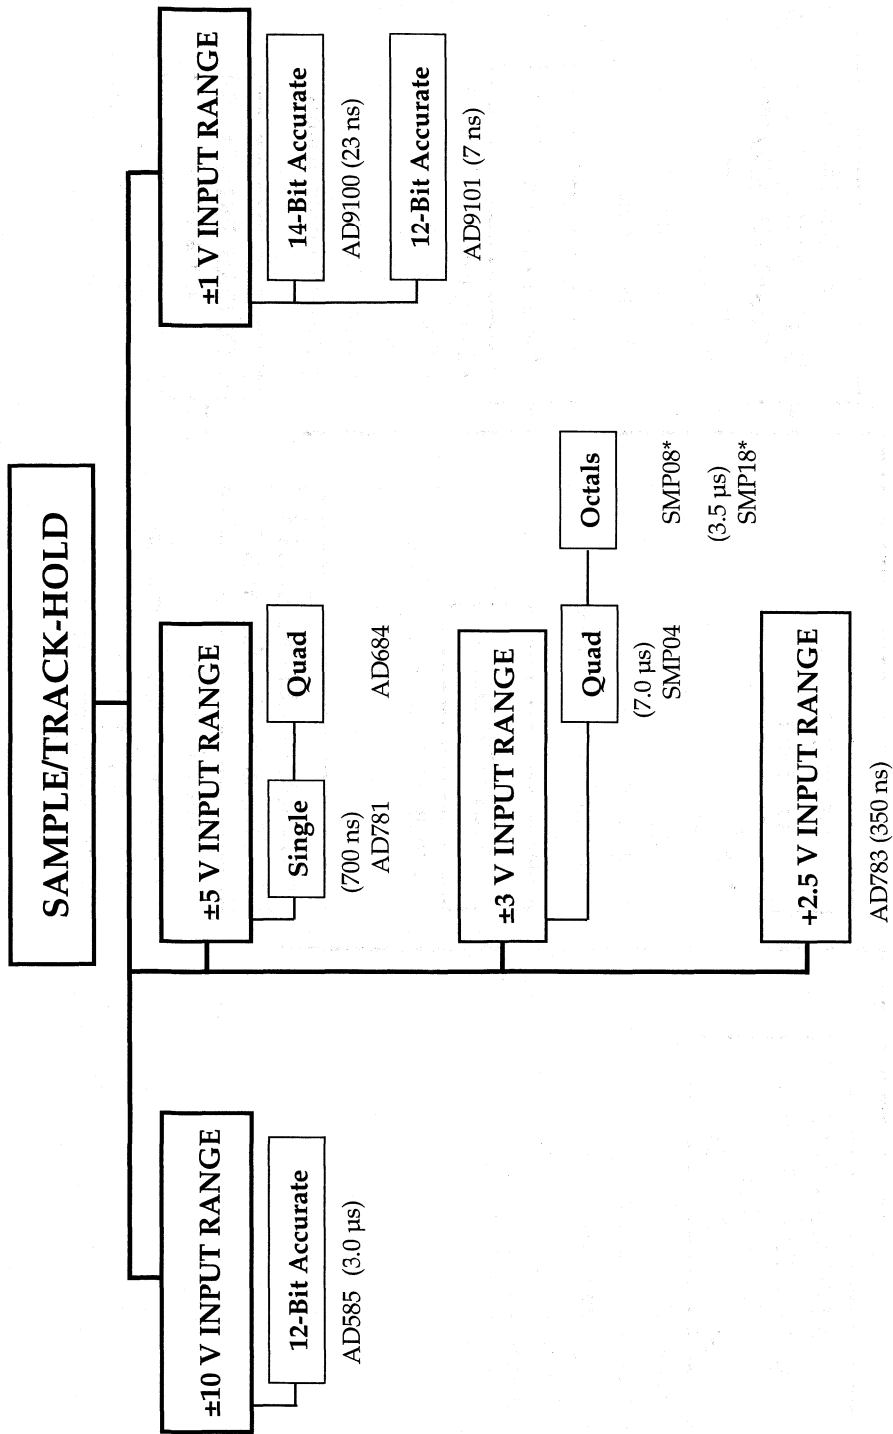 SAMPLE/TRACK-HOLD
±10 V INPUT RANGE
12-Bit Accurate
AD585 (3.0 µs)
±5 V INPUT RANGE
Single
(700 ns)
AD781
Quad
AD684
±3 V INPUT RANGE
Quad
(7.0 µs)
SMP04
Octals
SMP08*
(3.5 µs)
SMP18*
+2.5 V INPUT RANGE
AD783 (350 ns)
±1 V INPUT RANGE
14-Bit Accurate
AD9100 (23 ns)
12-Bit Accurate
AD9101 (7 ns)